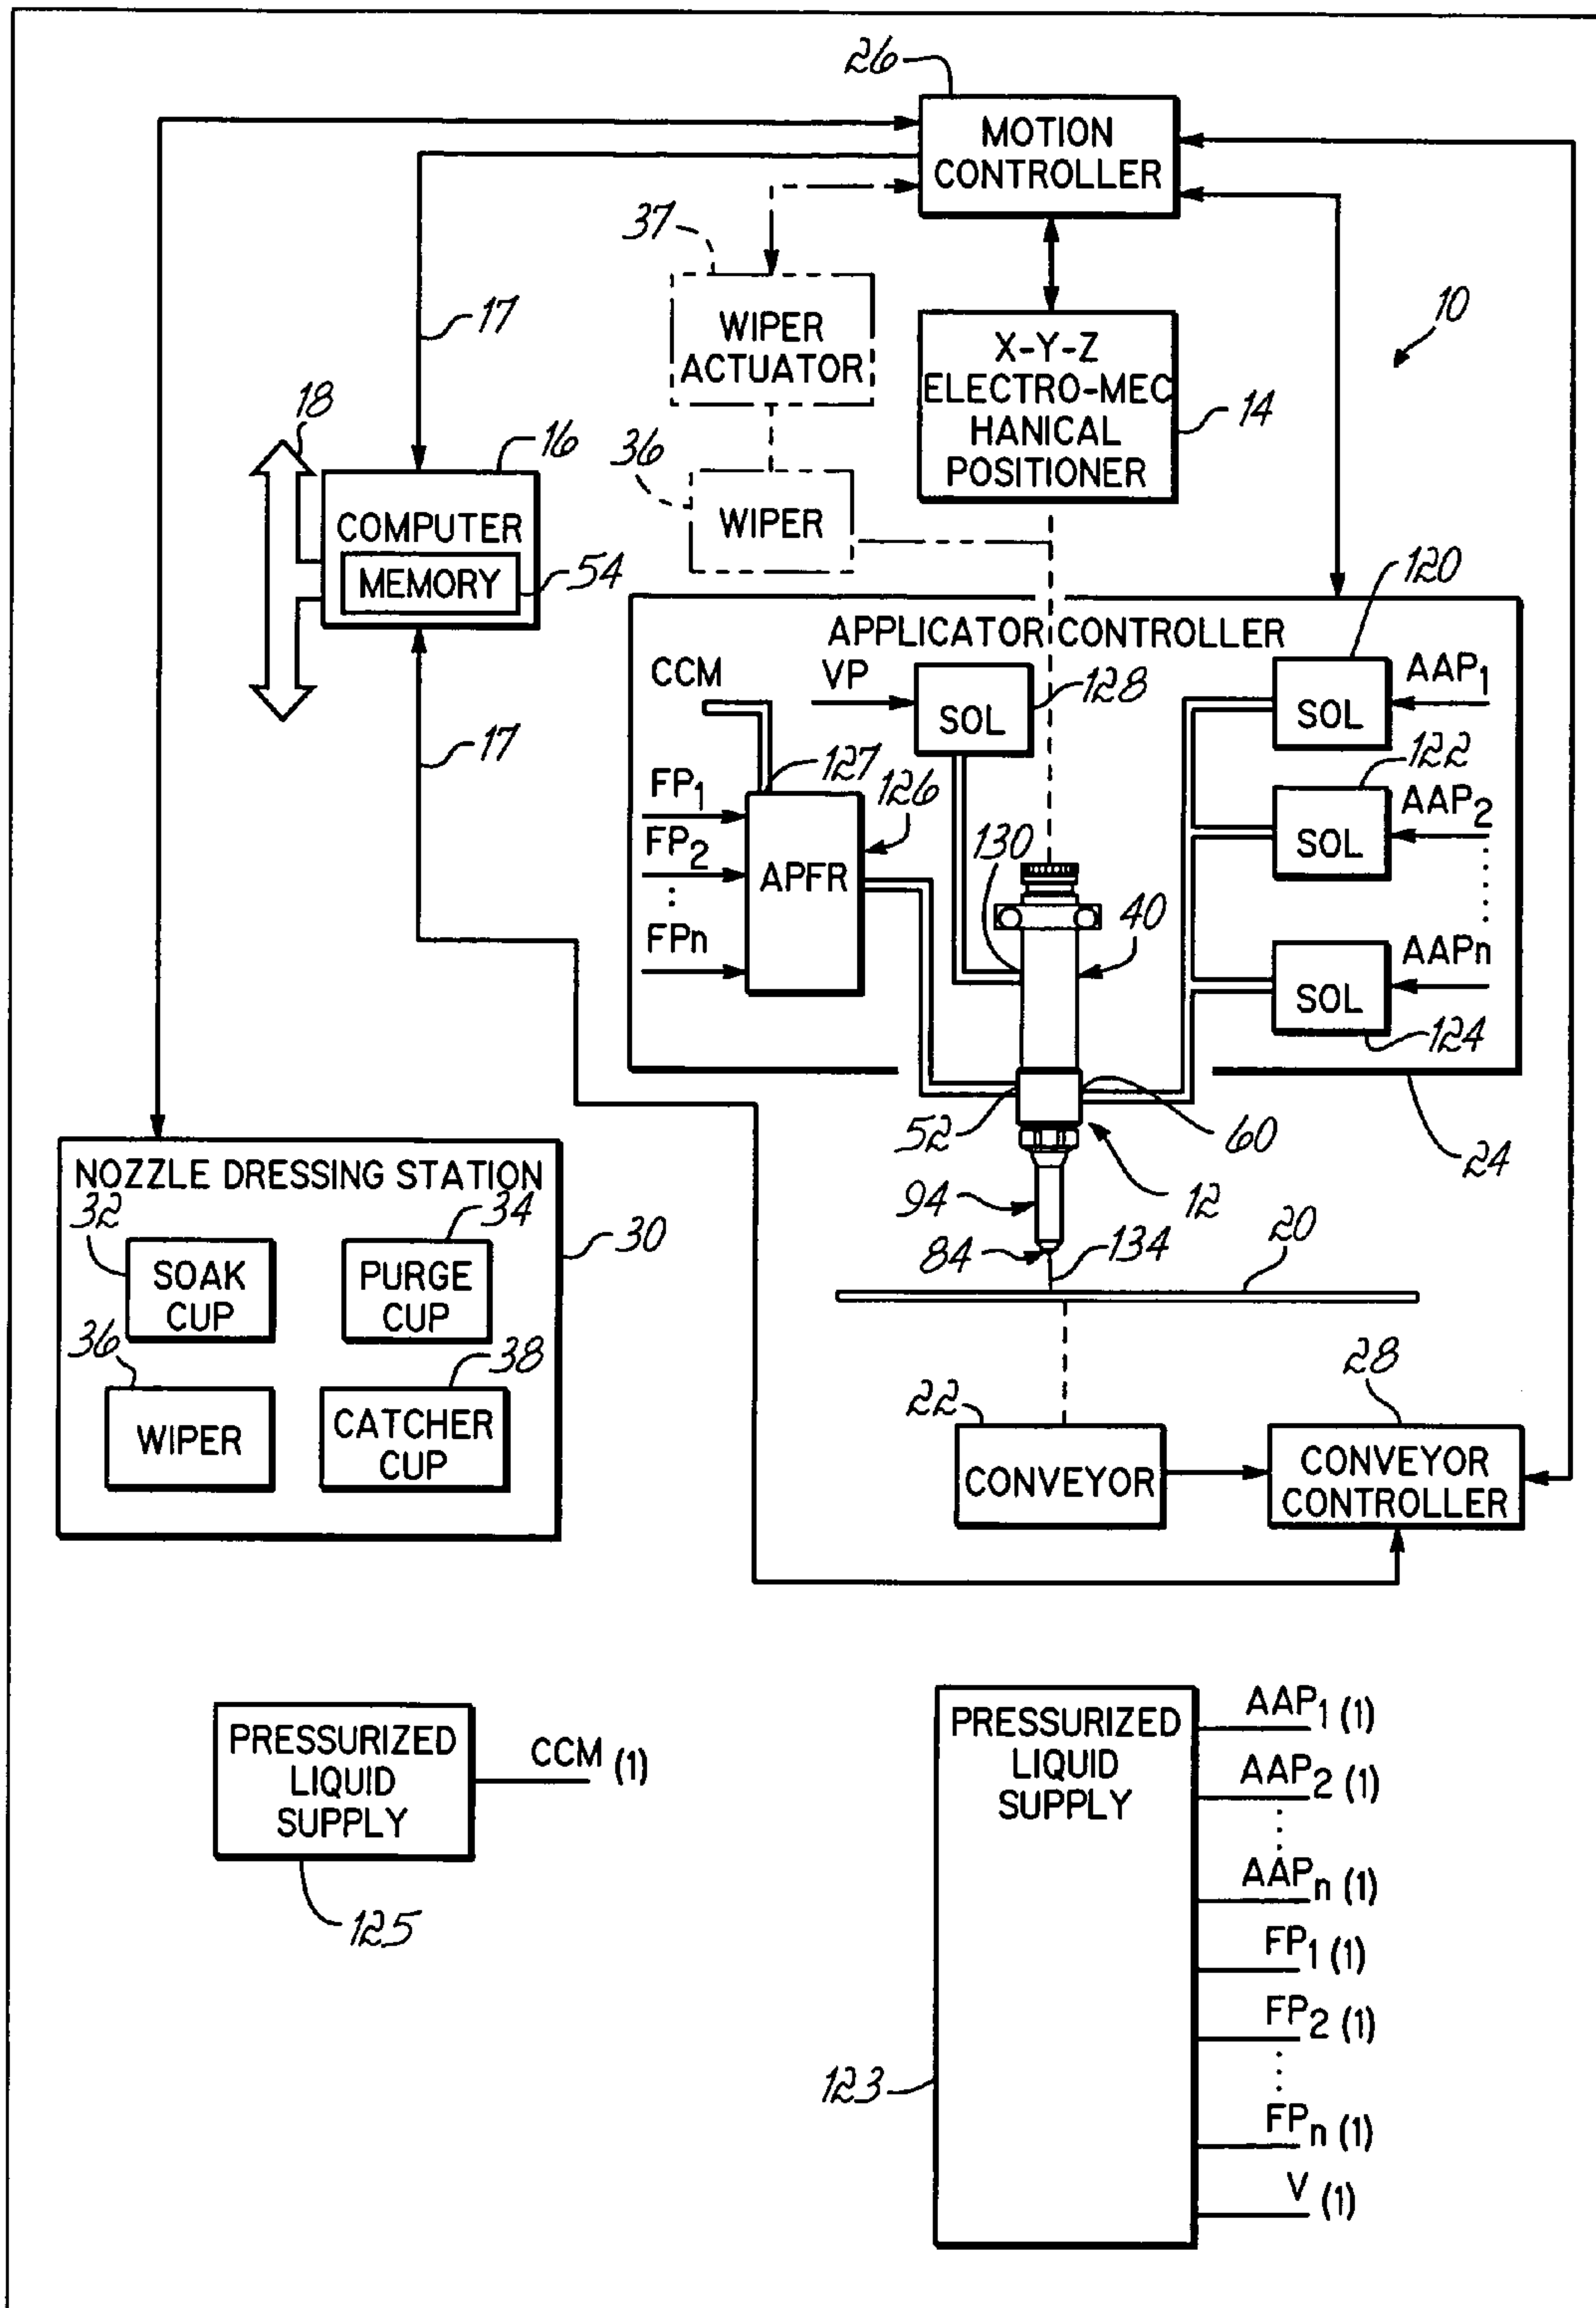 26
MOTION
CONTROLLER
37
10
17
WIPER
ACTUATOR
X-Y-Z
ELECTRO-MEC
HANICAL
POSITIONER
14
18
16
36
COMPUTER
WIPER
MEMORY
54
120
APPLICATOR CONTROLLER
CCM
VP
128
AAP1
SOL
SOL
17
127
122
FP1
126
AAP2
FP2
130
SOL
APFR
40
FPn
AAPn
SOL
124
52
60
24
NOZZLE DRESSING STATION
94
12
32
34
30
84
134
20
SOAK
CUP
PURGE
CUP
36
38
28
22
WIPER
CATCHER
CUP
CONVEYOR
CONVEYOR
CONTROLLER
PRESSURIZED
LIQUID
SUPPLY
CCM (1)
125
PRESSURIZED
LIQUID
SUPPLY
AAP1 (1)
AAP2 (1)
AAPn (1)
FP1 (1)
FP2 (1)
123
FPn (1)
V (1)